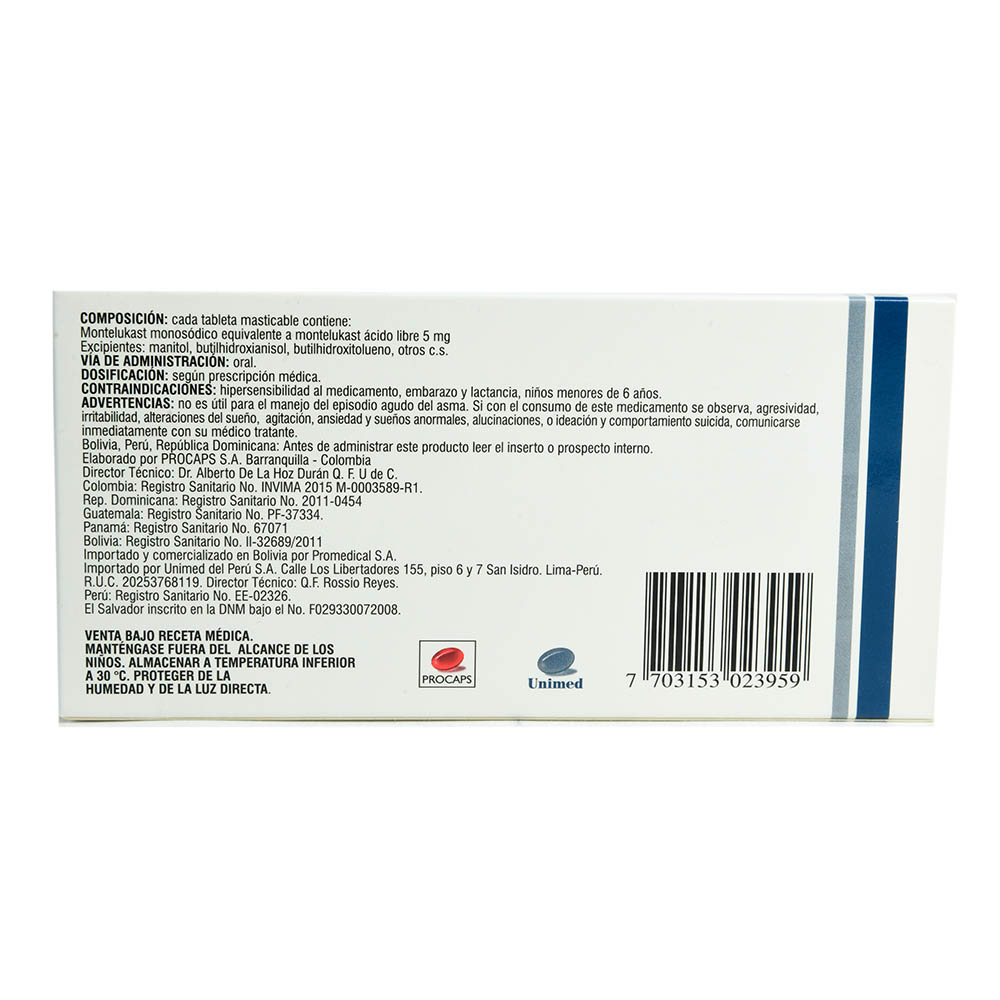 COMPOSICIÓN: cada tableta masticable contiene:
Montelukast monosódico equivalente a montelukast ácido libre 5 mg
Excipientes: manitol, butilhidroxianisol, butilhidroxitolueno, otros c.s.
VÍA DE ADMINISTRACIÓN: oral.
DOSIFICACIÓN: según prescripción médica.
CONTRAINDICACIONES: hipersensibilidad al medicamento, embarazo y lactancia, niños menores de 6 años.
ADVERTENCIAS: no es útil para el manejo del episodio agudo del asma. Si con el consumo de este medicamento se observa, agresividad,
irritabilidad, alteraciones del sueño, agitación, ansiedad y sueños anormales, alucinaciones, o ideación y comportamiento suicida, comunicarse
inmediatamente con su médico tratante.
Bolivia, Perú, República Dominicana: Antes de administrar este producto leer el inserto o prospecto interno.
Elaborado por PROCAPS S.A. Barranquilla - Colombia
Director Técnico: Dr. Alberto De La Hoz Durán Q. F. U de C.
Colombia: Registro Sanitario No. INVIMA 2015 M-0003589-R1.
Rep. Dominicana: Registro Sanitario No. 2011-0454
Guatemala: Registro Sanitario No. PF-37334.
Panamá: Registro Sanitario No. 67071
Bolivia: Registro Sanitario No. II-32689/2011
Importado y comercializado en Bolivia por Promedical S.A.
Importado por Unimed del Perú S.A. Calle Los Libertadores 155, piso 6 y 7 San Isidro. Lima-Perú.
R.U.C. 20253768119. Director Técnico: Q.F. Rossio Reyes.
Perú: Registro Sanitario No. EE-02326.
El Salvador inscrito en la DNM bajo el No. F029330072008.
VENTA BAJO RECETA MÉDICA.
MANTÉNGASE FUERA DEL ALCANCE DE LOS
NIÑOS. ALMACENAR A TEMPERATURA INFERIOR
A 30 °C. PROTEGER DE LA
HUMEDAD Y DE LA LUZ DIRECTA.
PROCAPS
Unimed
7 703153 023959